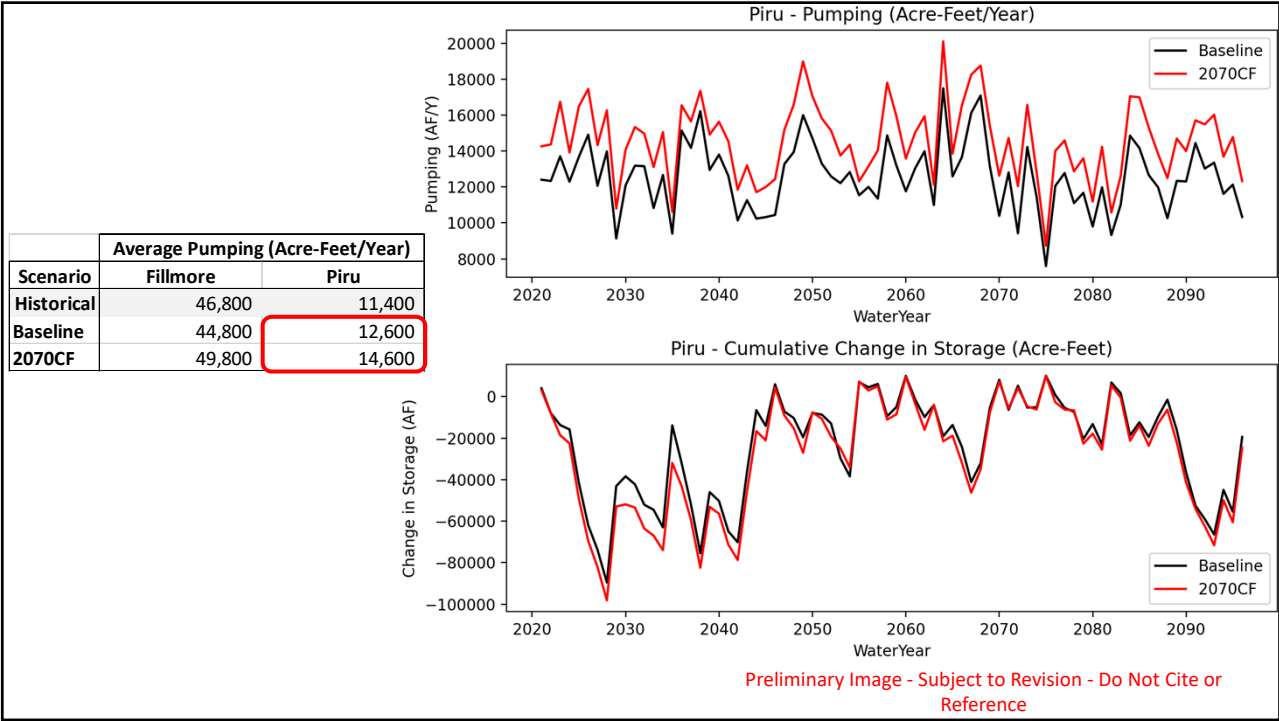 Average Pumping (Acre-Feet/Year)
Scenario Fillmore Piru
Historical 46,800 11,400
Baseline 44,800 12,600
2070CF 49,800 14,600
Piru - Pumping (Acre-Feet/Year)
Pumping (AF/Y)
20000
18000
16000
14000
12000
10000
8000
Baseline
2070CF
2020 2030 2040 2050 2060 2070 2080 2090
WaterYear
Piru - Cumulative Change in Storage (Acre-Feet)
Change in Storage (AF)
0
−20000
−40000
−60000
−80000
−100000
Baseline
2070CF
2020 2030 2040 2050 2060 2070 2080 2090
WaterYear
Preliminary Image - Subject to Revision - Do Not Cite or
Reference